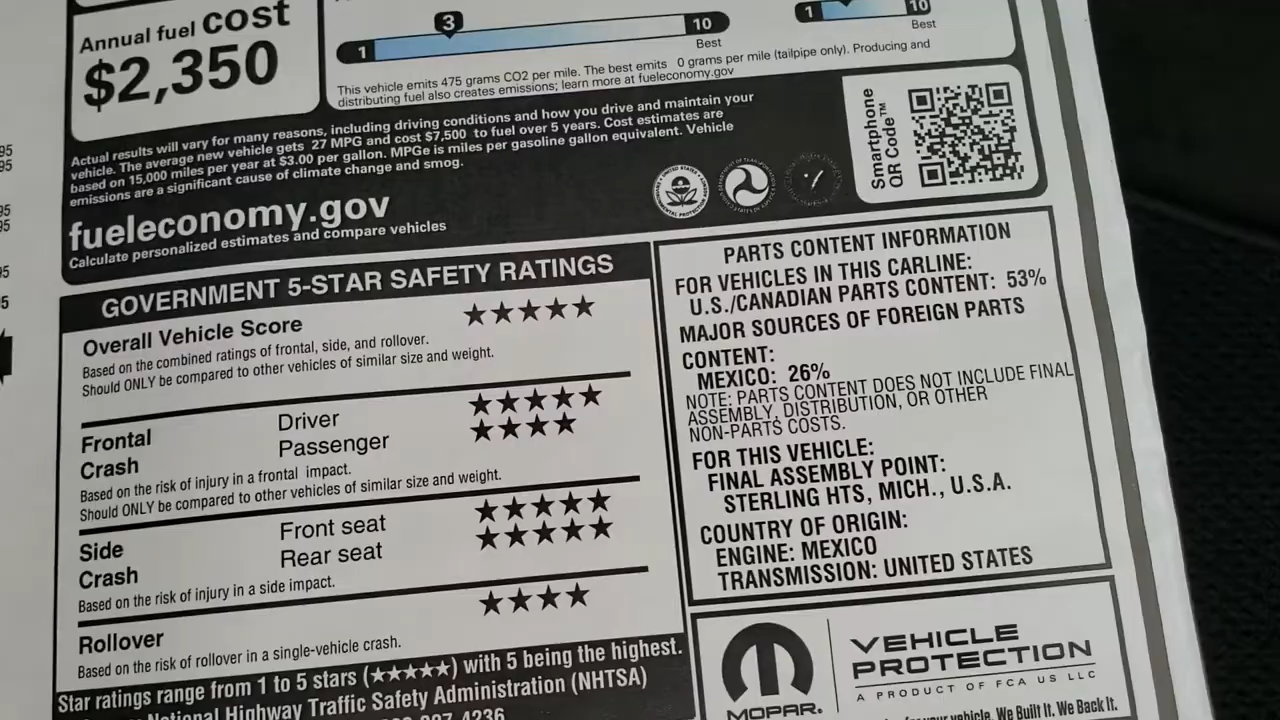 95
95
95
95
95
5
Annual fuel cost
$2,350
3
1
10
Best
1
10
Best
This vehicle emits 475 grams CO2 per mile. The best emits 0 grams per mile (tailpipe only). Producing and
distributing fuel also creates emissions; learn more at fueleconomy.gov
Actual results will vary for many reasons, including driving conditions and how you drive and maintain your
vehicle. The average new vehicle gets 27 MPG and cost $7,500 to fuel over 5 years. Cost estimates are
based on 15,000 miles per year at $3.00 per gallon. MPGe is miles per gasoline gallon equivalent. Vehicle
emissions are a significant cause of climate change and smog.
fueleconomy.gov
Calculate personalized estimates and compare vehicles
Smartphone
QR Code™
GOVERNMENT 5-STAR SAFETY RATINGS
Overall Vehicle Score ★★★★★
Based on the combined ratings of frontal, side, and rollover.
Should ONLY be compared to other vehicles of similar size and weight.
Frontal Driver ★★★★★
Crash Passenger ★★★★
Based on the risk of injury in a frontal impact.
Should ONLY be compared to other vehicles of similar size and weight.
Side Front seat ★★★★★
Crash Rear seat ★★★★★
Based on the risk of injury in a side impact.
Rollover ★★★★
Based on the risk of rollover in a single-vehicle crash.
Star ratings range from 1 to 5 stars (★★★★★) with 5 being the highest.
National Highway Traffic Safety Administration (NHTSA)
4236
PARTS CONTENT INFORMATION
FOR VEHICLES IN THIS CARLINE:
U.S./CANADIAN PARTS CONTENT: 53%
MAJOR SOURCES OF FOREIGN PARTS
CONTENT:
MEXICO: 26%
NOTE: PARTS CONTENT DOES NOT INCLUDE FINAL
ASSEMBLY, DISTRIBUTION, OR OTHER
NON-PARTS COSTS.
FOR THIS VEHICLE:
FINAL ASSEMBLY POINT:
STERLING HTS, MICH., U.S.A.
COUNTRY OF ORIGIN:
ENGINE: MEXICO
TRANSMISSION: UNITED STATES
MOPAR®
VEHICLE
PROTECTION
A PRODUCT OF FCA US LLC
your vehicle. We Built It. We Back It.